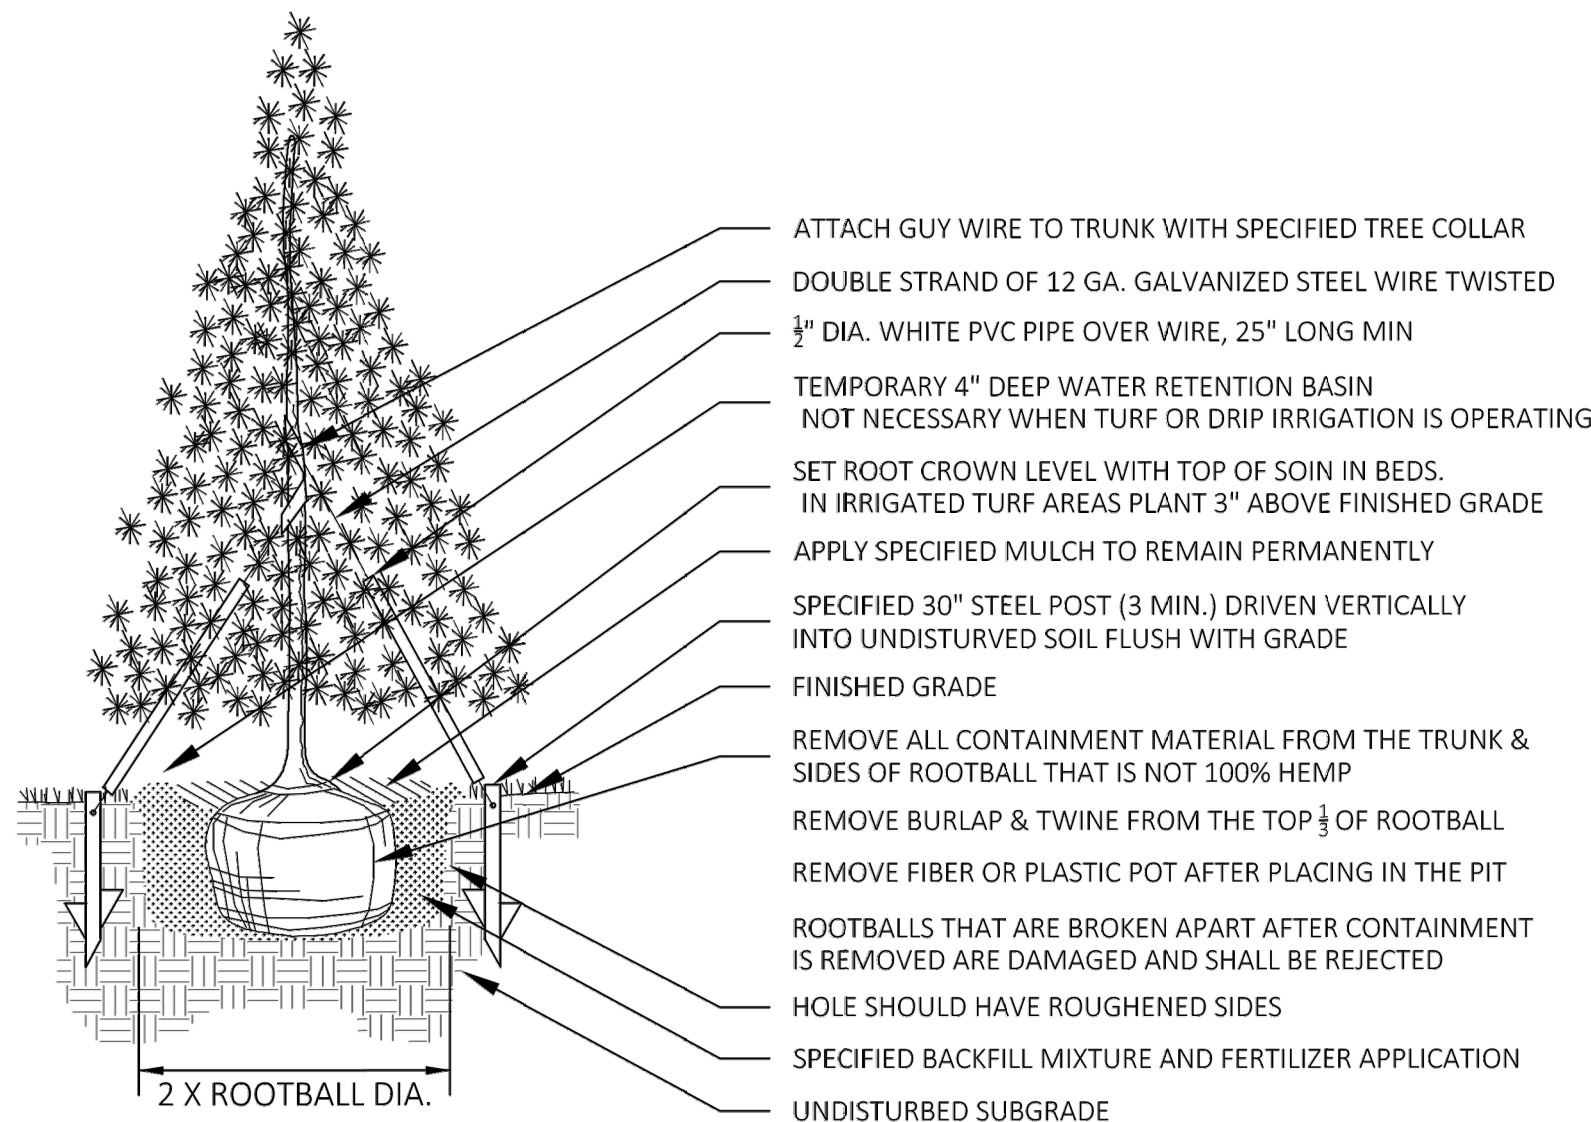 ATTACH GUY WIRE TO TRUNK WITH SPECIFIED TREE COLLAR
DOUBLE STRAND OF 12 GA. GALVANIZED STEEL WIRE TWISTED
½" DIA. WHITE PVC PIPE OVER WIRE, 25" LONG MIN
TEMPORARY 4" DEEP WATER RETENTION BASIN
NOT NECESSARY WHEN TURF OR DRIP IRRIGATION IS OPERATING
SET ROOT CROWN LEVEL WITH TOP OF SOIN IN BEDS.
IN IRRIGATED TURF AREAS PLANT 3" ABOVE FINISHED GRADE
APPLY SPECIFIED MULCH TO REMAIN PERMANENTLY
SPECIFIED 30" STEEL POST (3 MIN.) DRIVEN VERTICALLY
INTO UNDISTURVED SOIL FLUSH WITH GRADE
FINISHED GRADE
REMOVE ALL CONTAINMENT MATERIAL FROM THE TRUNK &
SIDES OF ROOTBALL THAT IS NOT 100% HEMP
REMOVE BURLAP & TWINE FROM THE TOP ⅓ OF ROOTBALL
REMOVE FIBER OR PLASTIC POT AFTER PLACING IN THE PIT
ROOTBALLS THAT ARE BROKEN APART AFTER CONTAINMENT
IS REMOVED ARE DAMAGED AND SHALL BE REJECTED
HOLE SHOULD HAVE ROUGHENED SIDES
SPECIFIED BACKFILL MIXTURE AND FERTILIZER APPLICATION
UNDISTURBED SUBGRADE
2 X ROOTBALL DIA.